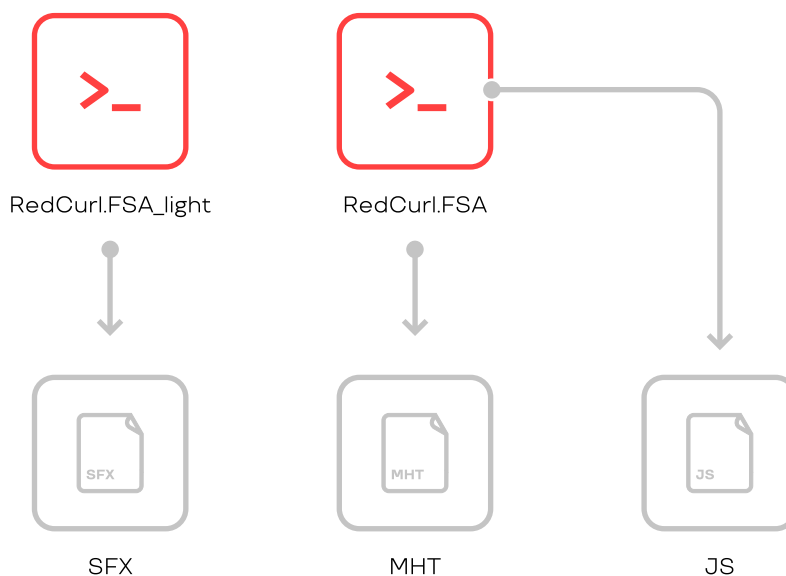 >_
>_
RedCurl.FSA_light
RedCurl.FSA
SFX
MHT
JS
SFX
MHT
JS